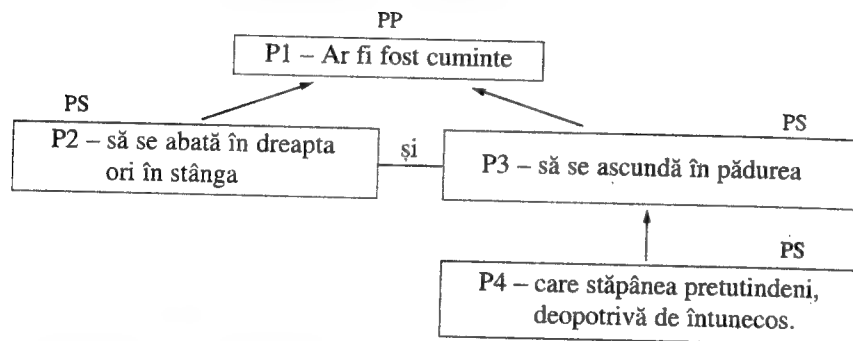 PP
P1 – Ar fi fost cuminte
PS
P2 – să se abată în dreapta
ori în stânga
și
PS
P3 – să se ascundă în pădurea
PS
P4 – care stăpânea pretutindeni,
deopotrivă de întunecos.